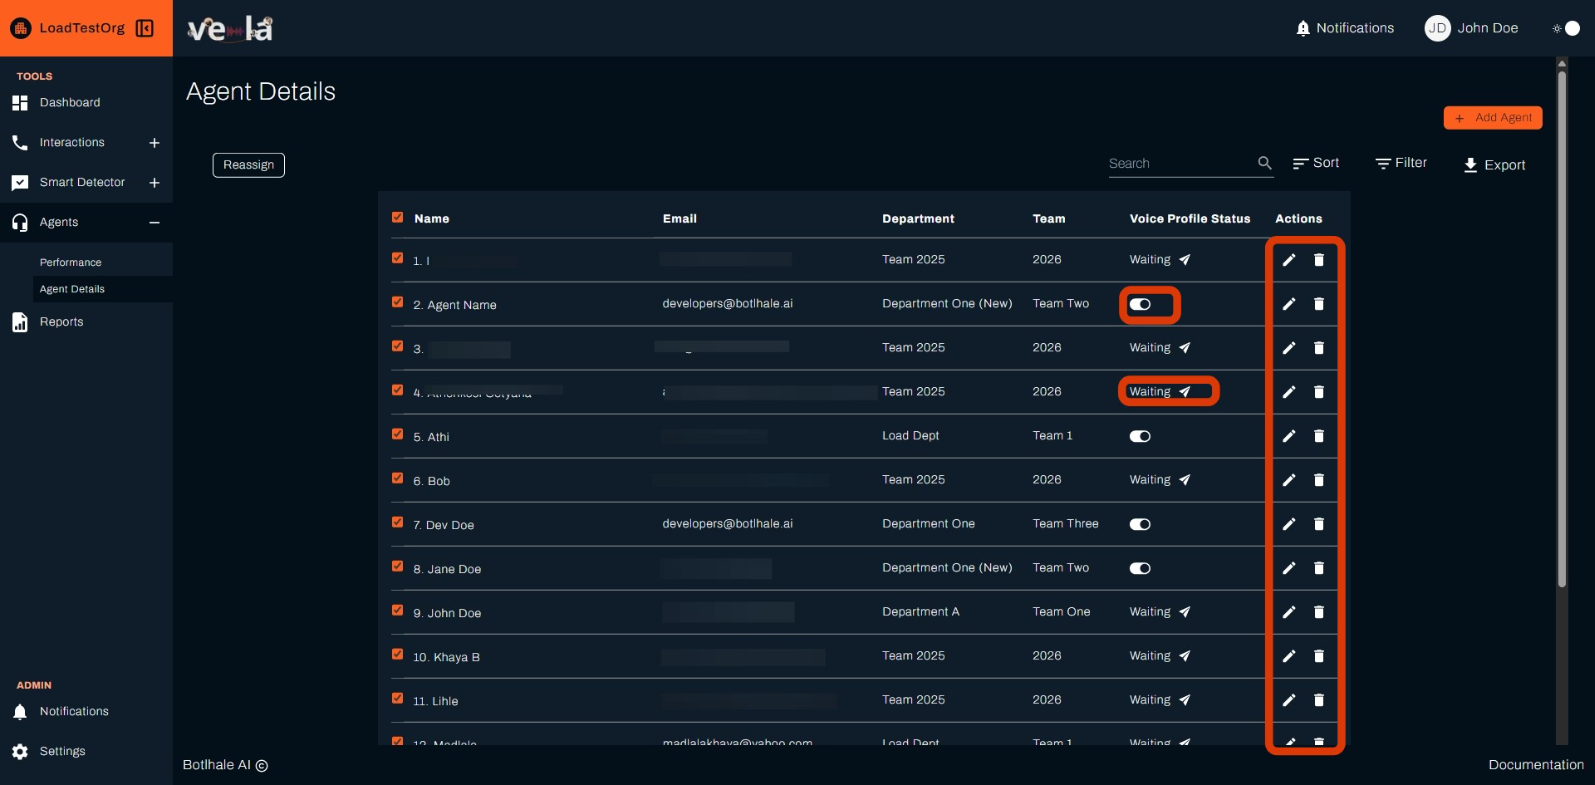 LoadTestOrg
vela
Notifications
JD John Doe
TOOLS
Dashboard
Interactions +
Smart Detector +
Agents −
Performance
Agent Details
Reports
ADMIN
Notifications
Settings
Agent Details
+ Add Agent
Reassign
Search
Sort
Filter
Export
Name Email Department Team Voice Profile Status Actions
1. I Team 2025 2026 Waiting
2. Agent Name developers@botlhale.ai Department One (New) Team Two
3. Team 2025 2026 Waiting
4. Team 2025 2026 Waiting
5. Athi Load Dept Team 1
6. Bob Team 2025 2026 Waiting
7. Dev Doe developers@botlhale.ai Department One Team Three
8. Jane Doe Department One (New) Team Two
9. John Doe Department A Team One Waiting
10. Khaya B Team 2025 2026 Waiting
11. Lihle Team 2025 2026 Waiting
12. Madlala madlalakhaya@yahoo.com Load Dept Team 1 Waiting
Botlhale AI ©
Documentation